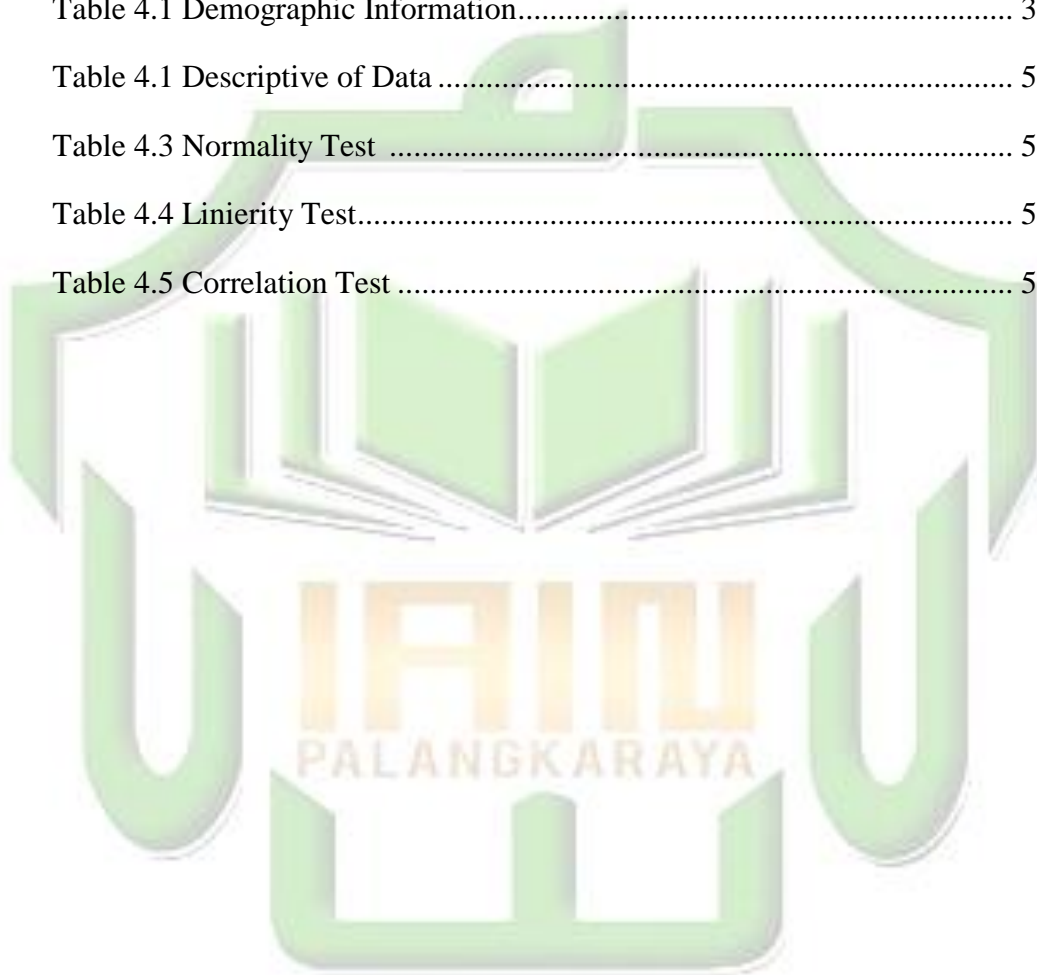 Table 4.1 Demographic Information........................................................................ 3
Table 4.1 Descriptive of Data .................................................................................. 5
Table 4.3 Normality Test ........................................................................................ 5
Table 4.4 Linierity Test............................................................................................ 5
Table 4.5 Correlation Test ....................................................................................... 5
IAIN
PALANGKARAYA